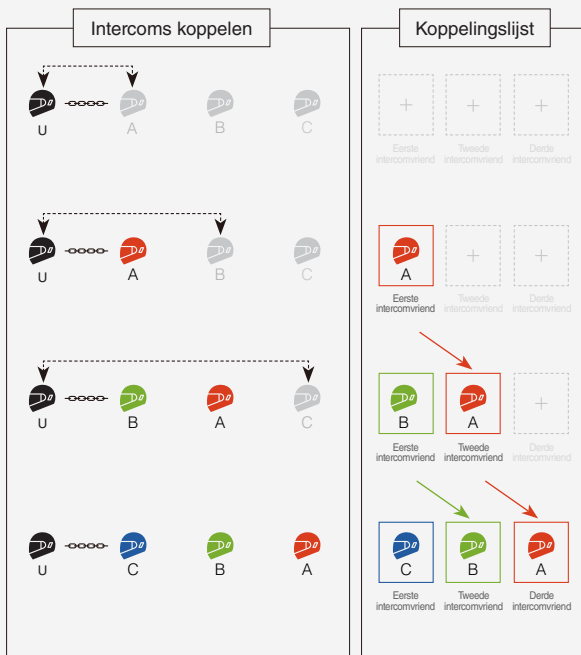 Intercoms koppelen
Koppelingslijst
U A B C
+ + +
Eerste intercomvriend
Tweede intercomvriend
Derde intercomvriend
U A B C
A + +
Eerste intercomvriend
Tweede intercomvriend
Derde intercomvriend
U B A C
B A +
Eerste intercomvriend
Tweede intercomvriend
Derde intercomvriend
U C B A
C B A
Eerste intercomvriend
Tweede intercomvriend
Derde intercomvriend